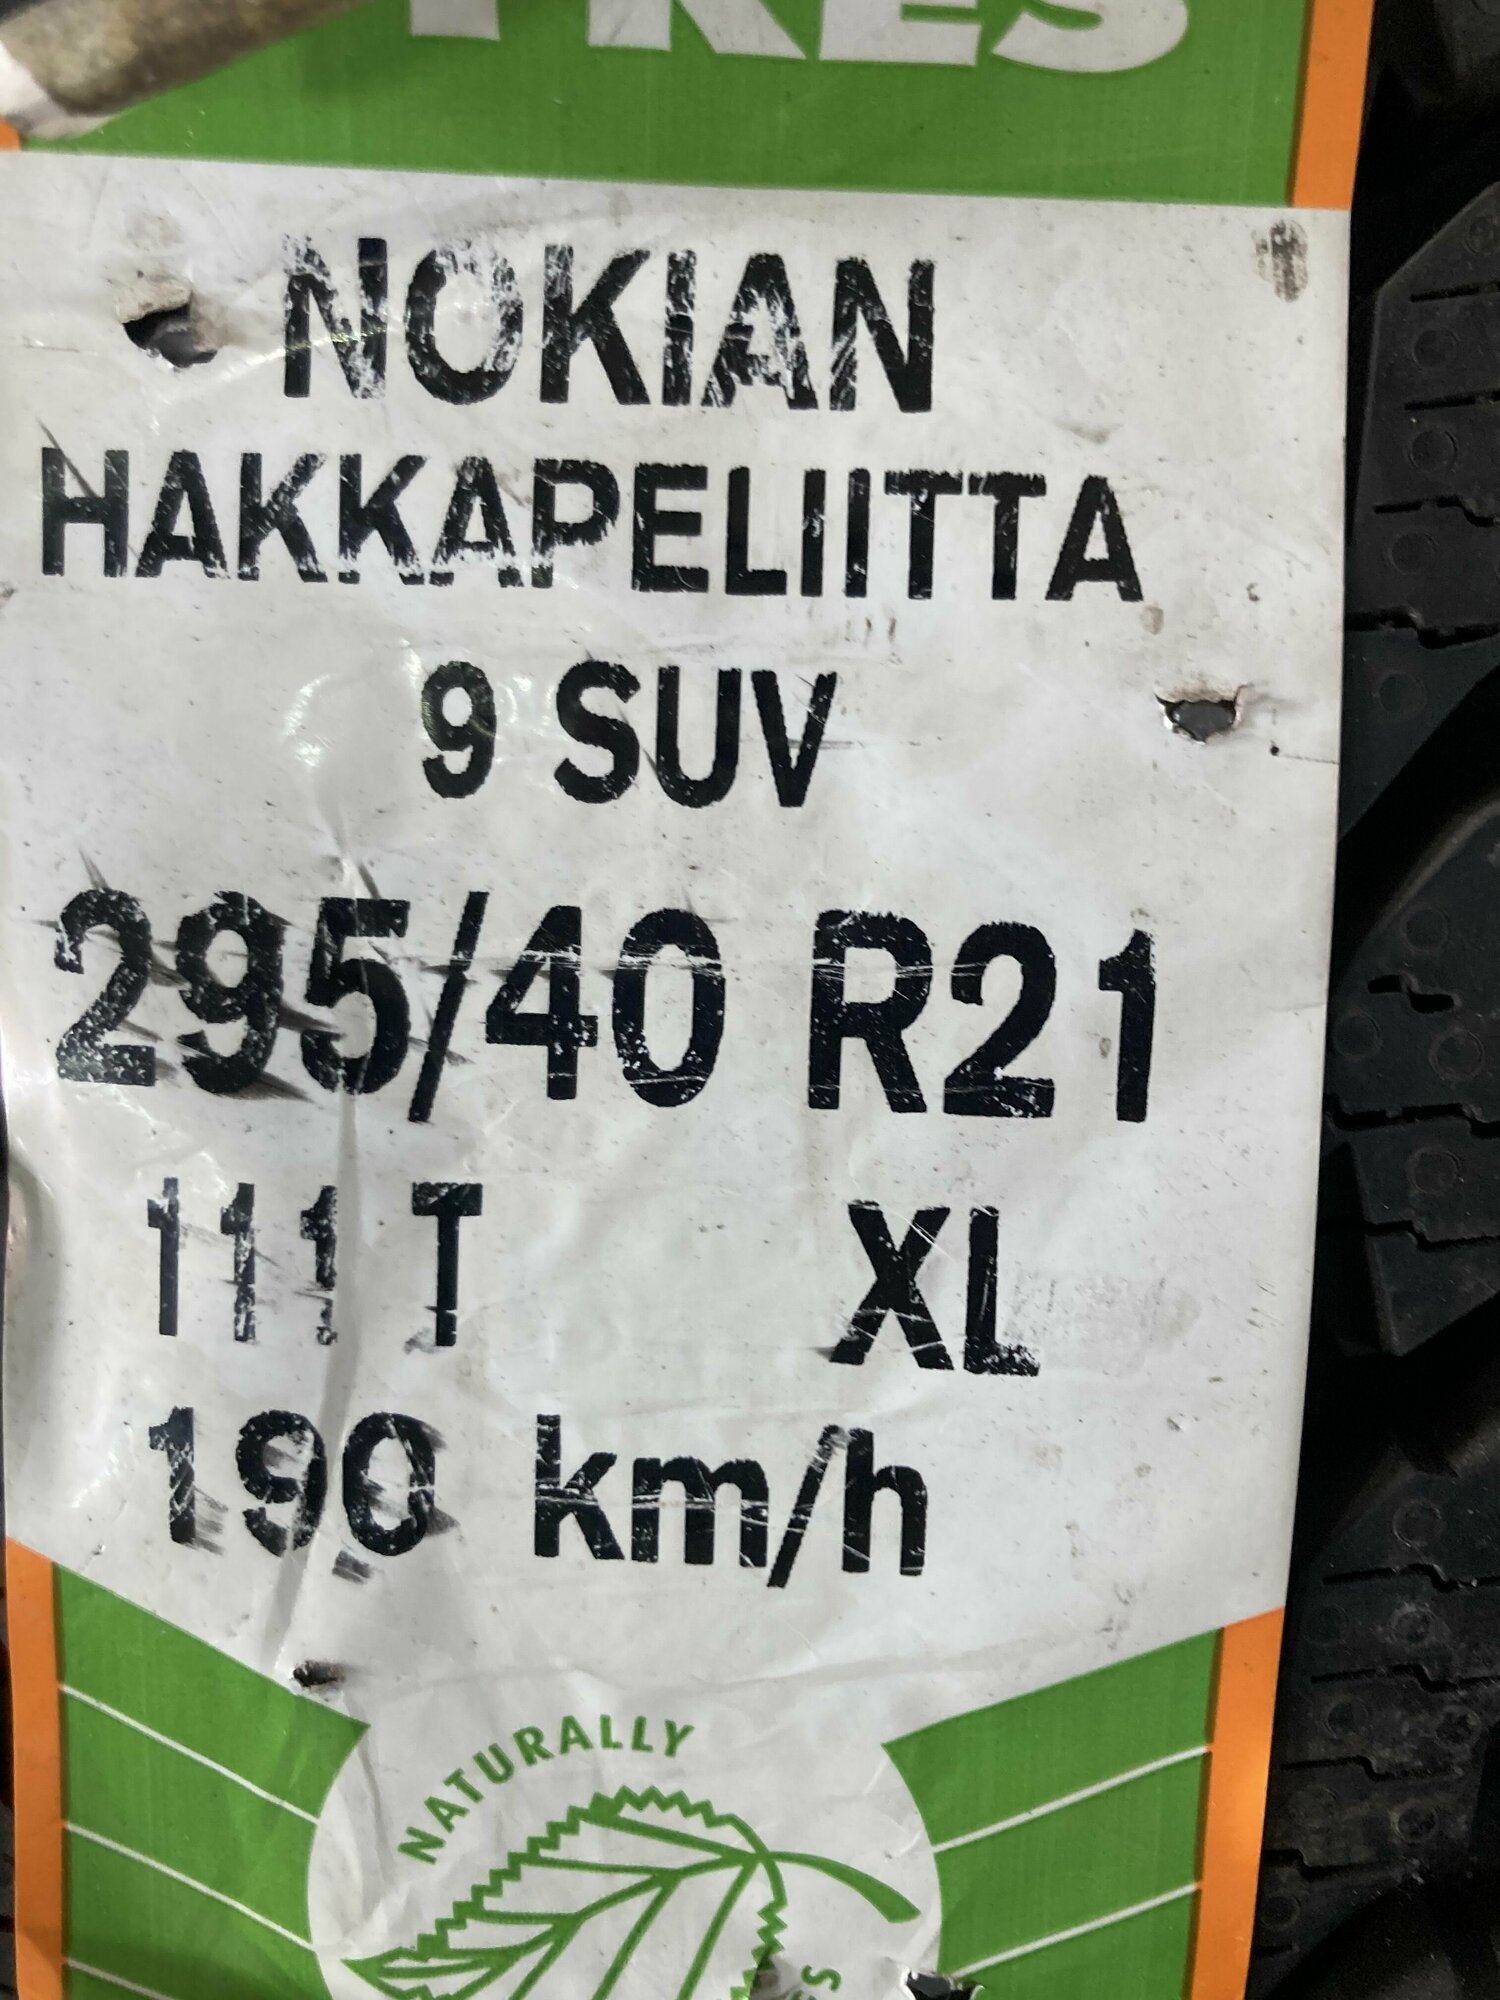 NOKIAN
HAKKAPELIITTA
9 SUV
295/40 R21
111 T XL
190 km/h
NATURALLY